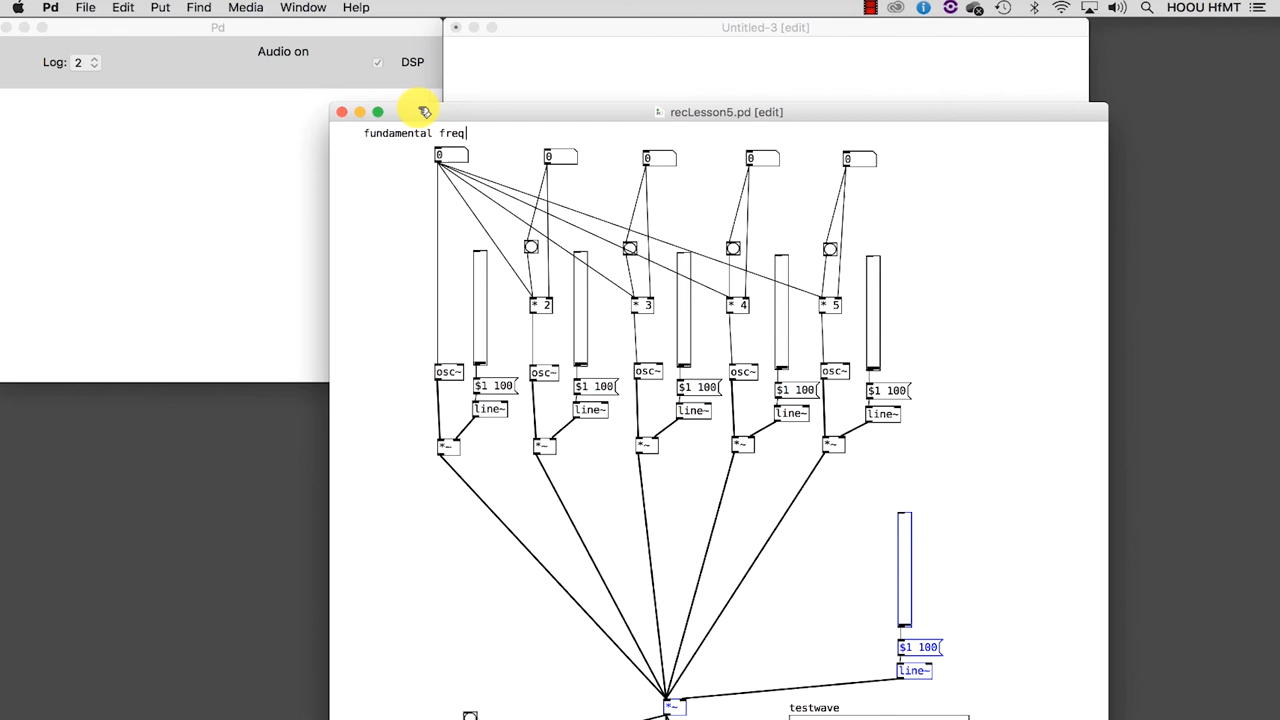 Pd File Edit Put Find Media Window Help HOOU HfMT
Pd
Untitled-3 [edit]
Log: 2
Audio on
DSP
recLesson5.pd [edit]
fundamental freq
0 0 0 0 0
* 2 * 3 * 4 * 5
osc~ osc~ osc~ osc~ osc~
$1 100 $1 100 $1 100 $1 100 $1 100
line~ line~ line~ line~ line~
*~ *~ *~ *~ *~
$1 100
line~
*~
testwave